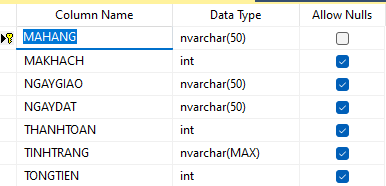 Column Name Data Type Allow Nulls
MAHANG nvarchar(50)
MAKHACH int
NGAYGIAO nvarchar(50)
NGAYDAT nvarchar(50)
THANHTOAN int
TINHTRANG nvarchar(MAX)
TONGTIEN int